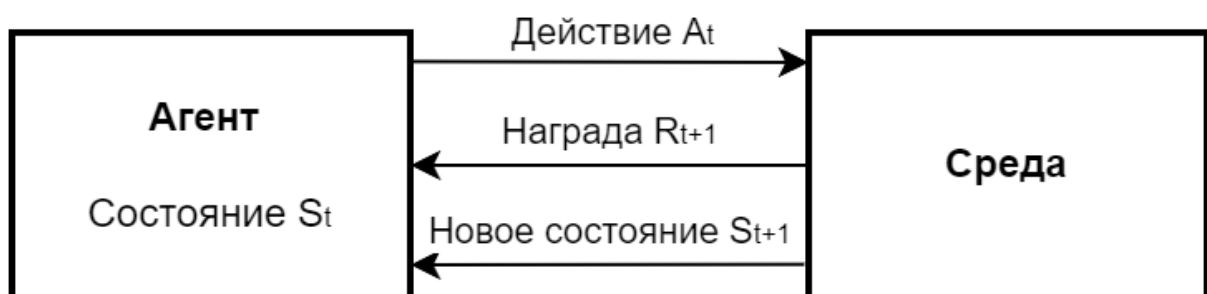 Действие At
Агент
Награда Rt+1
Среда
Состояние St
Новое состояние St+1